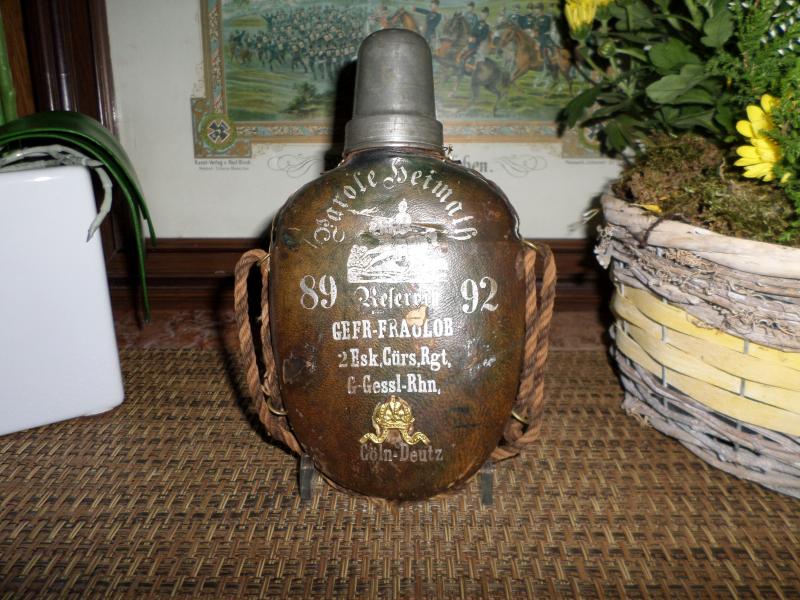 Parole Heimath
89 Reserve 92
GEFR-FRAULOB
2 Esk, Cürs, Rgt,
G-Gessl-Rhn,
Cöln-Deutz